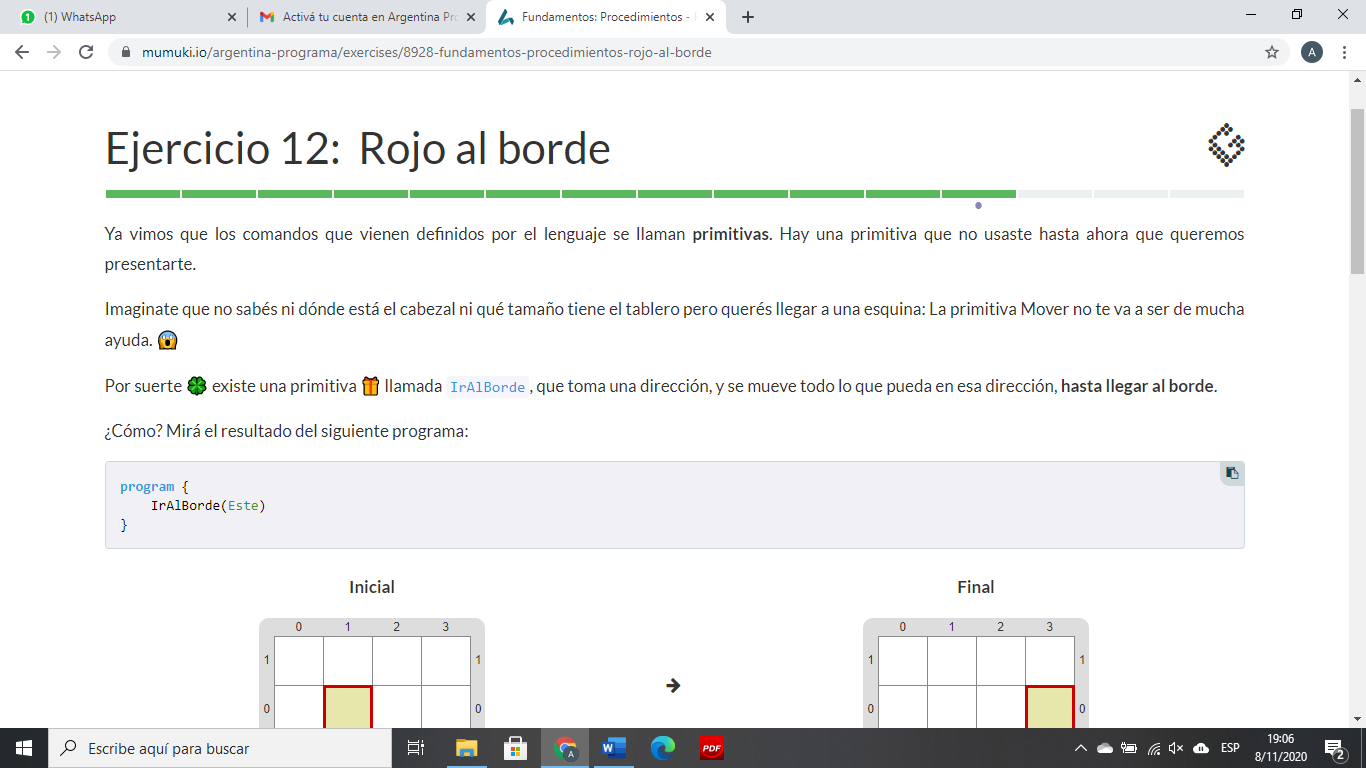 (1) WhatsApp
Activá tu cuenta en Argentina Pro
Fundamentos: Procedimientos -
mumuki.io/argentina-programa/exercises/8928-fundamentos-procedimientos-rojo-al-borde
A
Ejercicio 12: Rojo al borde
Ya vimos que los comandos que vienen definidos por el lenguaje se llaman primitivas. Hay una primitiva que no usaste hasta ahora que queremos
presentarte.
Imaginate que no sabés ni dónde está el cabezal ni qué tamaño tiene el tablero pero querés llegar a una esquina: La primitiva Mover no te va a ser de mucha
ayuda. 😱
Por suerte 🍀 existe una primitiva 🎁 llamada IrAlBorde, que toma una dirección, y se mueve todo lo que pueda en esa dirección, hasta llegar al borde.
¿Cómo? Mirá el resultado del siguiente programa:
program {
IrAlBorde(Este)
}
Inicial
Final
0 1 2 3
0 1 2 3
1 1
1 1
0 0
0 0
Escribe aquí para buscar
W
PDF
ESP
19:06
8/11/2020
2